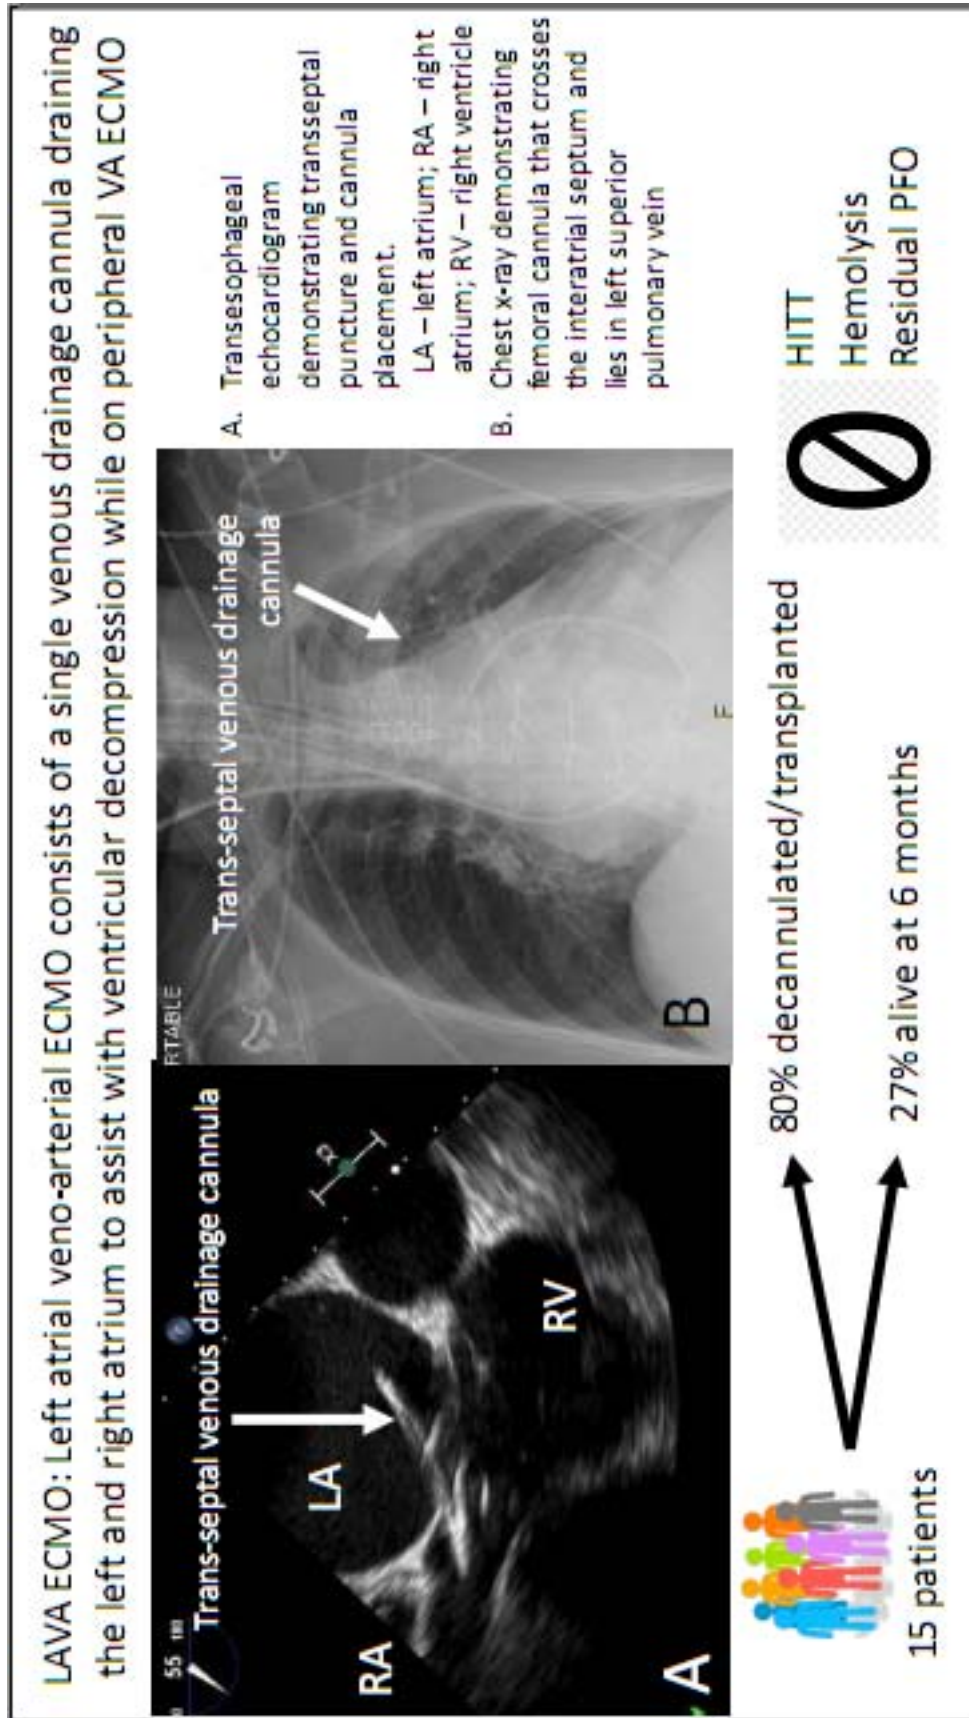 LAVA ECMO: Left atrial veno-arterial ECMO consists of a single venous drainage cannula draining
the left and right atrium to assist with ventricular decompression while on peripheral VA ECMO
55 180
Trans-septal venous drainage cannula
LA
RA
RV
A
RTABLE
Trans-septal venous drainage
cannula
B
F
A. Transesophageal
echocardiogram
demonstrating transseptal
puncture and cannula
placement.
LA – left atrium; RA – right
atrium; RV – right ventricle
B. Chest x-ray demonstrating
femoral cannula that crosses
the interatrial septum and
lies in left superior
pulmonary vein
15 patients
80% decannulated/transplanted
27% alive at 6 months
0
HITT
Hemolysis
Residual PFO